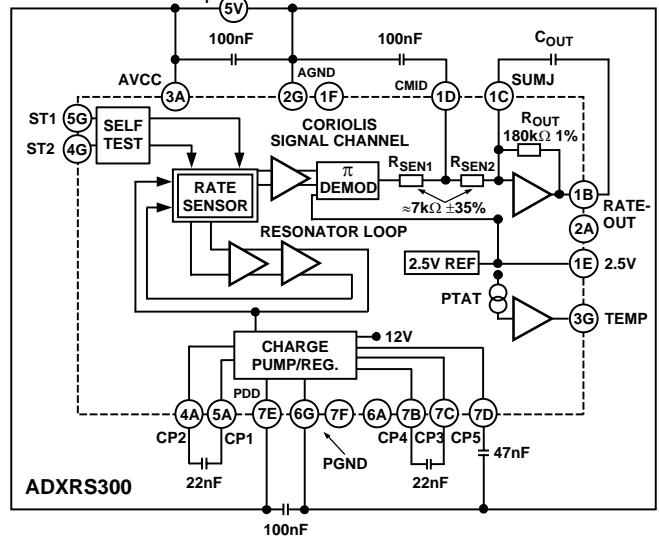 5V
100nF
100nF
COUT
AVCC
AGND
CMID
SUMJ
3A
2G
1F
1D
1C
ST1
5G
ST2
4G
SELF
TEST
CORIOLIS
SIGNAL CHANNEL
ROUT
180kΩ 1%
π
DEMOD
RSEN1
RSEN2
≈7kΩ ±35%
RATE
SENSOR
1B
RATE-
OUT
2A
RESONATOR LOOP
2.5V REF
1E
2.5V
PTAT
3G
TEMP
12V
CHARGE
PUMP/REG.
PDD
4A
5A
7E
6G
7F
6A
7B
7C
7D
CP2
CP1
PGND
CP4
CP3
CP5
47nF
22nF
22nF
ADXRS300
100nF